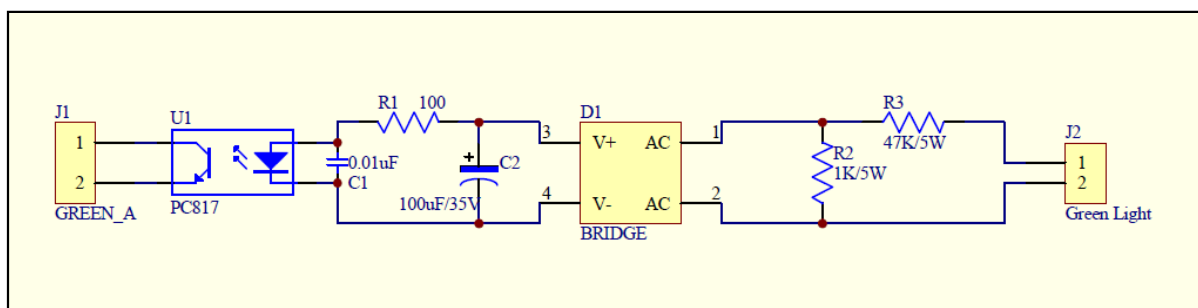 J1
1
2
GREEN_A
U1
PC817
R1 100
0.01uF
C1
+
C2
100uF/35V
D1
3 V+ AC 1
4 V- AC 2
BRIDGE
R2
1K/5W
R3
47K/5W
J2
1
2
Green Light